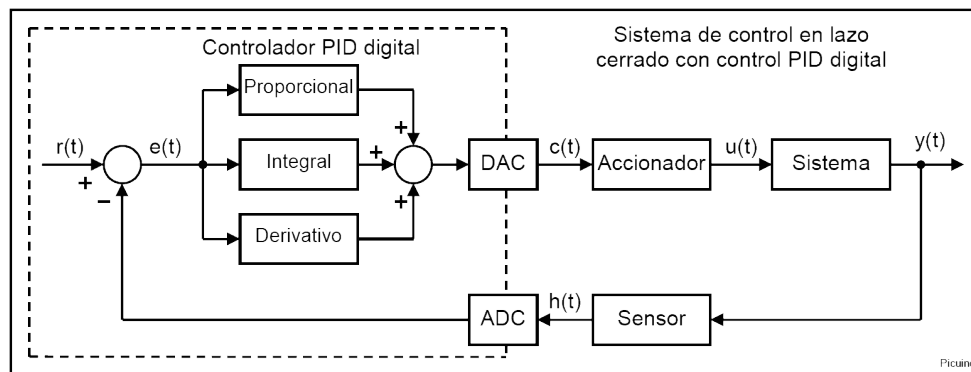 Controlador PID digital
Sistema de control en lazo
cerrado con control PID digital
Proporcional
+
r(t)
e(t)
Integral
+
DAC
c(t)
Accionador
u(t)
Sistema
y(t)
+
−
+
Derivativo
ADC
h(t)
Sensor
Picuino